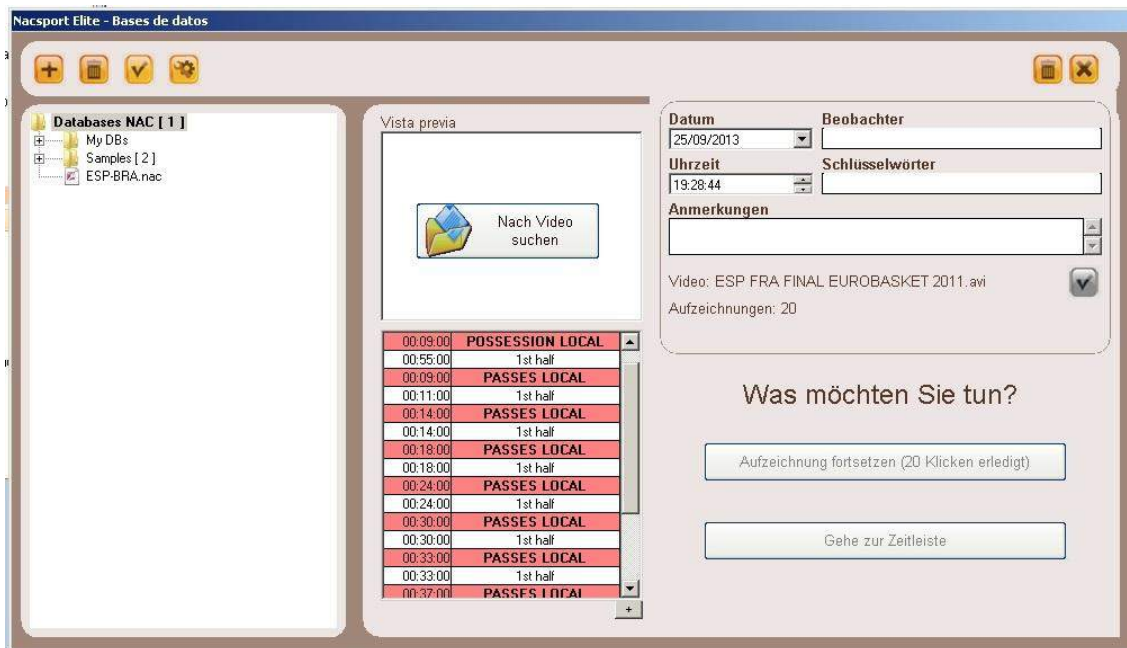 Nacsport Elite - Bases de datos
Databases NAC [ 1 ]
My DBs
Samples [ 2 ]
ESP-BRA.nac
Vista previa
Nach Video
suchen
00:09:00 POSSESSION LOCAL
00:55:00 1st half
00:09:00 PASSES LOCAL
00:11:00 1st half
00:14:00 PASSES LOCAL
00:14:00 1st half
00:18:00 PASSES LOCAL
00:18:00 1st half
00:24:00 PASSES LOCAL
00:24:00 1st half
00:30:00 PASSES LOCAL
00:30:00 1st half
00:33:00 PASSES LOCAL
00:33:00 1st half
00:37:00 PASSES LOCAL
+
Datum Beobachter
25/09/2013
Uhrzeit Schlüsselwörter
19:28:44
Anmerkungen
Video: ESP FRA FINAL EUROBASKET 2011.avi
Aufzeichnungen: 20
Was möchten Sie tun?
Aufzeichnung fortsetzen (20 Klicken erledigt)
Gehe zur Zeitleiste